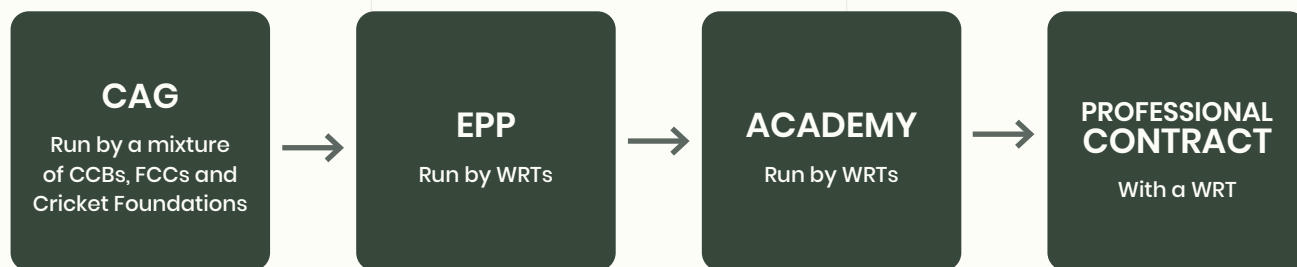 CAG
Run by a mixture
of CCBs, FCCs and
Cricket Foundations
EPP
Run by WRTs
ACADEMY
Run by WRTs
PROFESSIONAL
CONTRACT
With a WRT